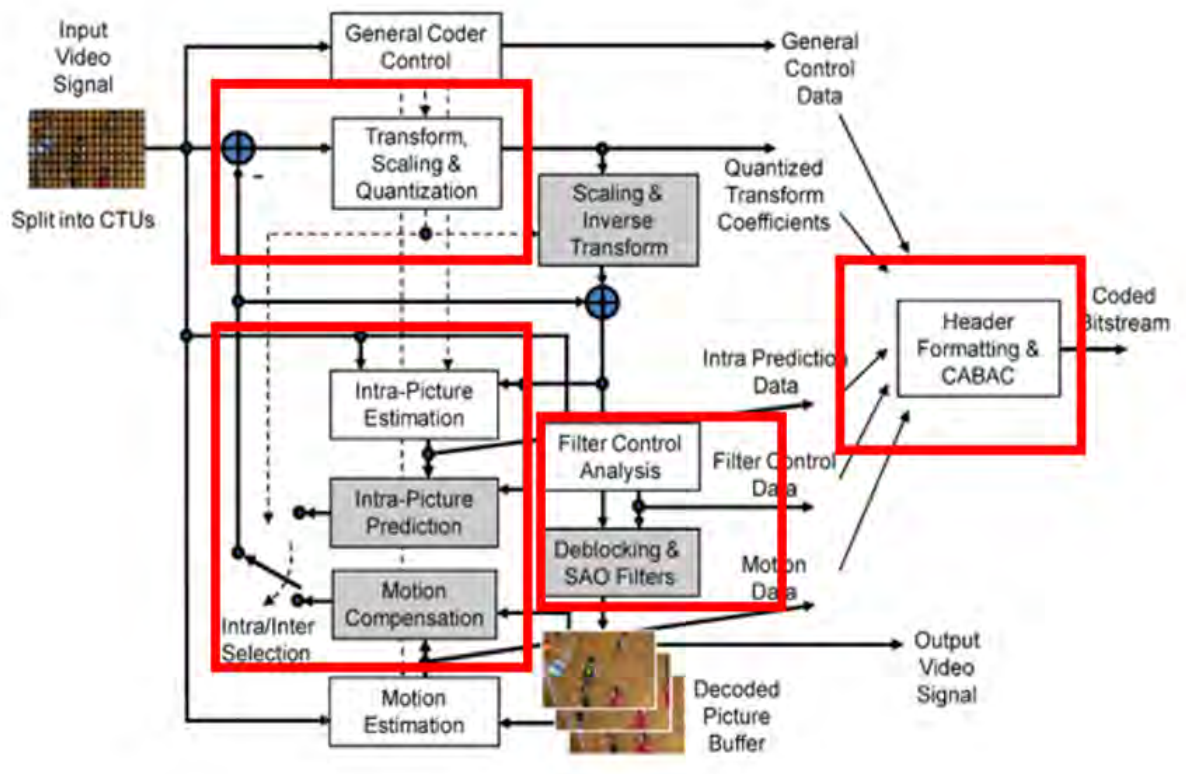 Input
Video
Signal
Split into CTUs
General Coder
Control
General
Control
Data
Transform,
Scaling &
Quantization
-
Quantized
Transform
Coefficients
Scaling &
Inverse
Transform
Header
Formatting &
CABAC
Coded
Bitstream
Intra Prediction
Data
Intra-Picture
Estimation
Filter Control
Analysis
Filter Control
Data
Intra-Picture
Prediction
Deblocking &
SAO Filters
Motion
Data
Motion
Compensation
Intra/Inter
Selection
Output
Video
Signal
Motion
Estimation
Decoded
Picture
Buffer